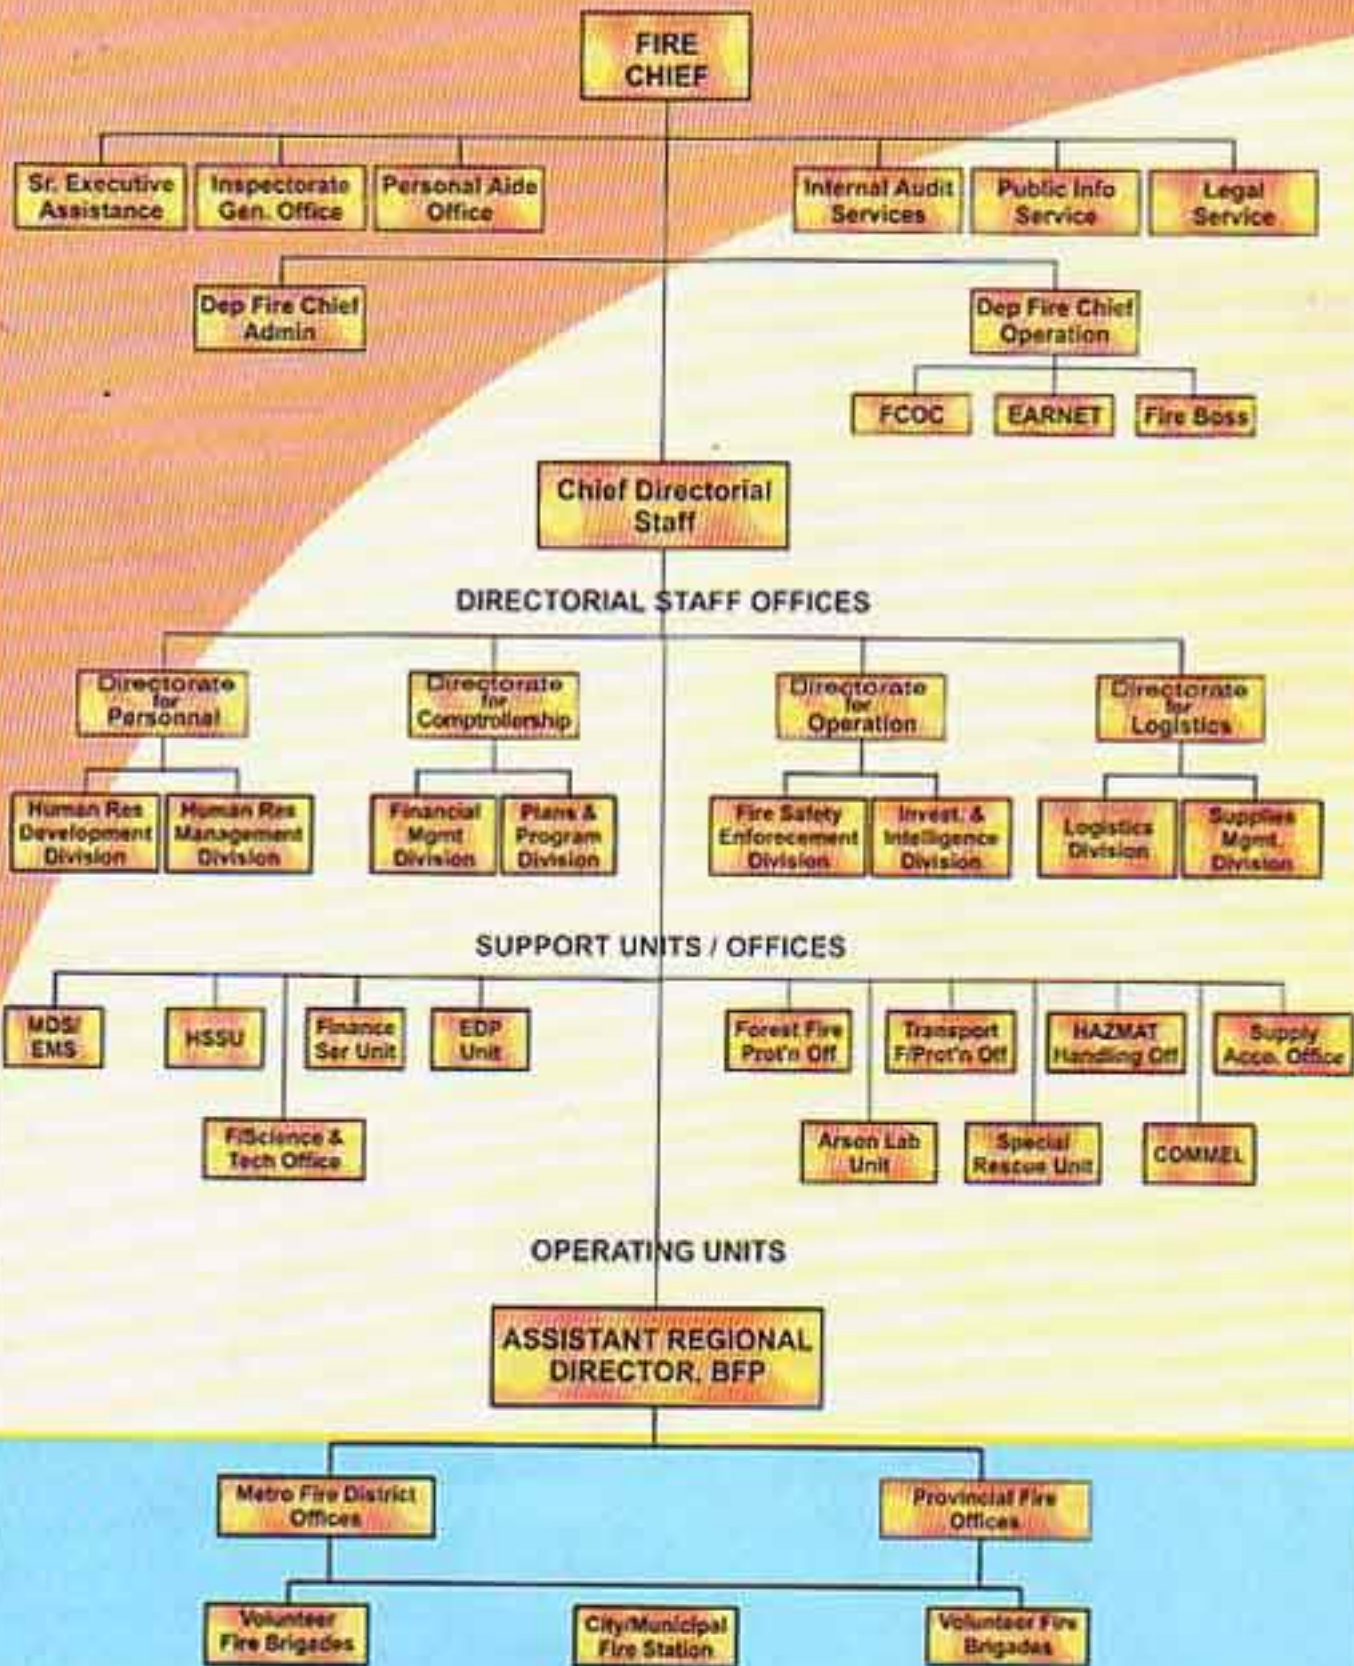 FIRE
CHIEF
Sr. Executive
Assistance
Inspectorate
Gen. Office
Personal Aide
Office
Internal Audit
Services
Public Info
Service
Legal
Service
Dep Fire Chief
Admin
Dep Fire Chief
Operation
FCOC
EARNET
Fire Boss
Chief Directorial
Staff
DIRECTORIAL STAFF OFFICES
Directorate
for
Personnal
Directorate
for
Comptrollership
Directorate
for
Operation
Directorate
for
Logistics
Human Res
Development
Division
Human Res
Management
Division
Financial
Mgmt
Division
Plans &
Program
Division
Fire Safety
Enforecement
Division
Invest. &
Intelligence
Division
Logistics
Division
Supplies
Mgmt.
Division
SUPPORT UNITS / OFFICES
MDS/
EMS
HSSU
Finance
Ser Unit
EDP
Unit
Forest Fire
Prot'n Off
Transport
F/Prot'n Off
HAZMAT
Handling Off
Supply
Acco. Office
F/Science &
Tech Office
Arson Lab
Unit
Special
Rescue Unit
COMMEL
OPERATING UNITS
ASSISTANT REGIONAL
DIRECTOR, BFP
Metro Fire District
Offices
Provincial Fire
Offices
Volunteer
Fire Brigades
City/Municipal
Fire Station
Volunteer Fire
Brigades